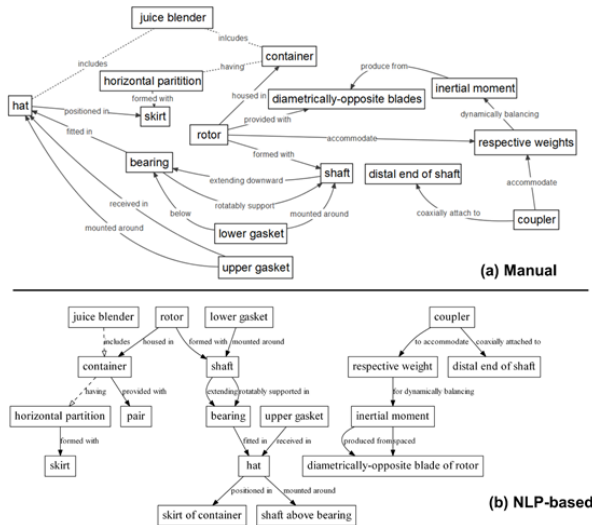 juice blender
includes
inlcudes
container
having
horizontal paritition
formed with
produce from
inertial moment
housed in
diametrically-opposite blades
hat
positioned in
skirt
provided with
dynamically balancing
fitted in
rotor
accommodate
respective weights
bearing
formed with
extending downward
shaft
distal end of shaft
accommodate
received in
rotatably support
coaxially attach to
coupler
below
mounted around
mounted around
lower gasket
upper gasket
(a) Manual
juice blender
rotor
lower gasket
coupler
includes
housed in
formed with
mounted around
to accommodate
coaxially attached to
container
shaft
respective weight
distal end of shaft
having
provided with
extending
rotatably supported in
for dynamically balancing
horizontal partition
pair
bearing
upper gasket
inertial moment
formed with
fitted in
received in
produced from
spaced
skirt
hat
diametrically-opposite blade of rotor
positioned in
mounted around
skirt of container
shaft above bearing
(b) NLP-based